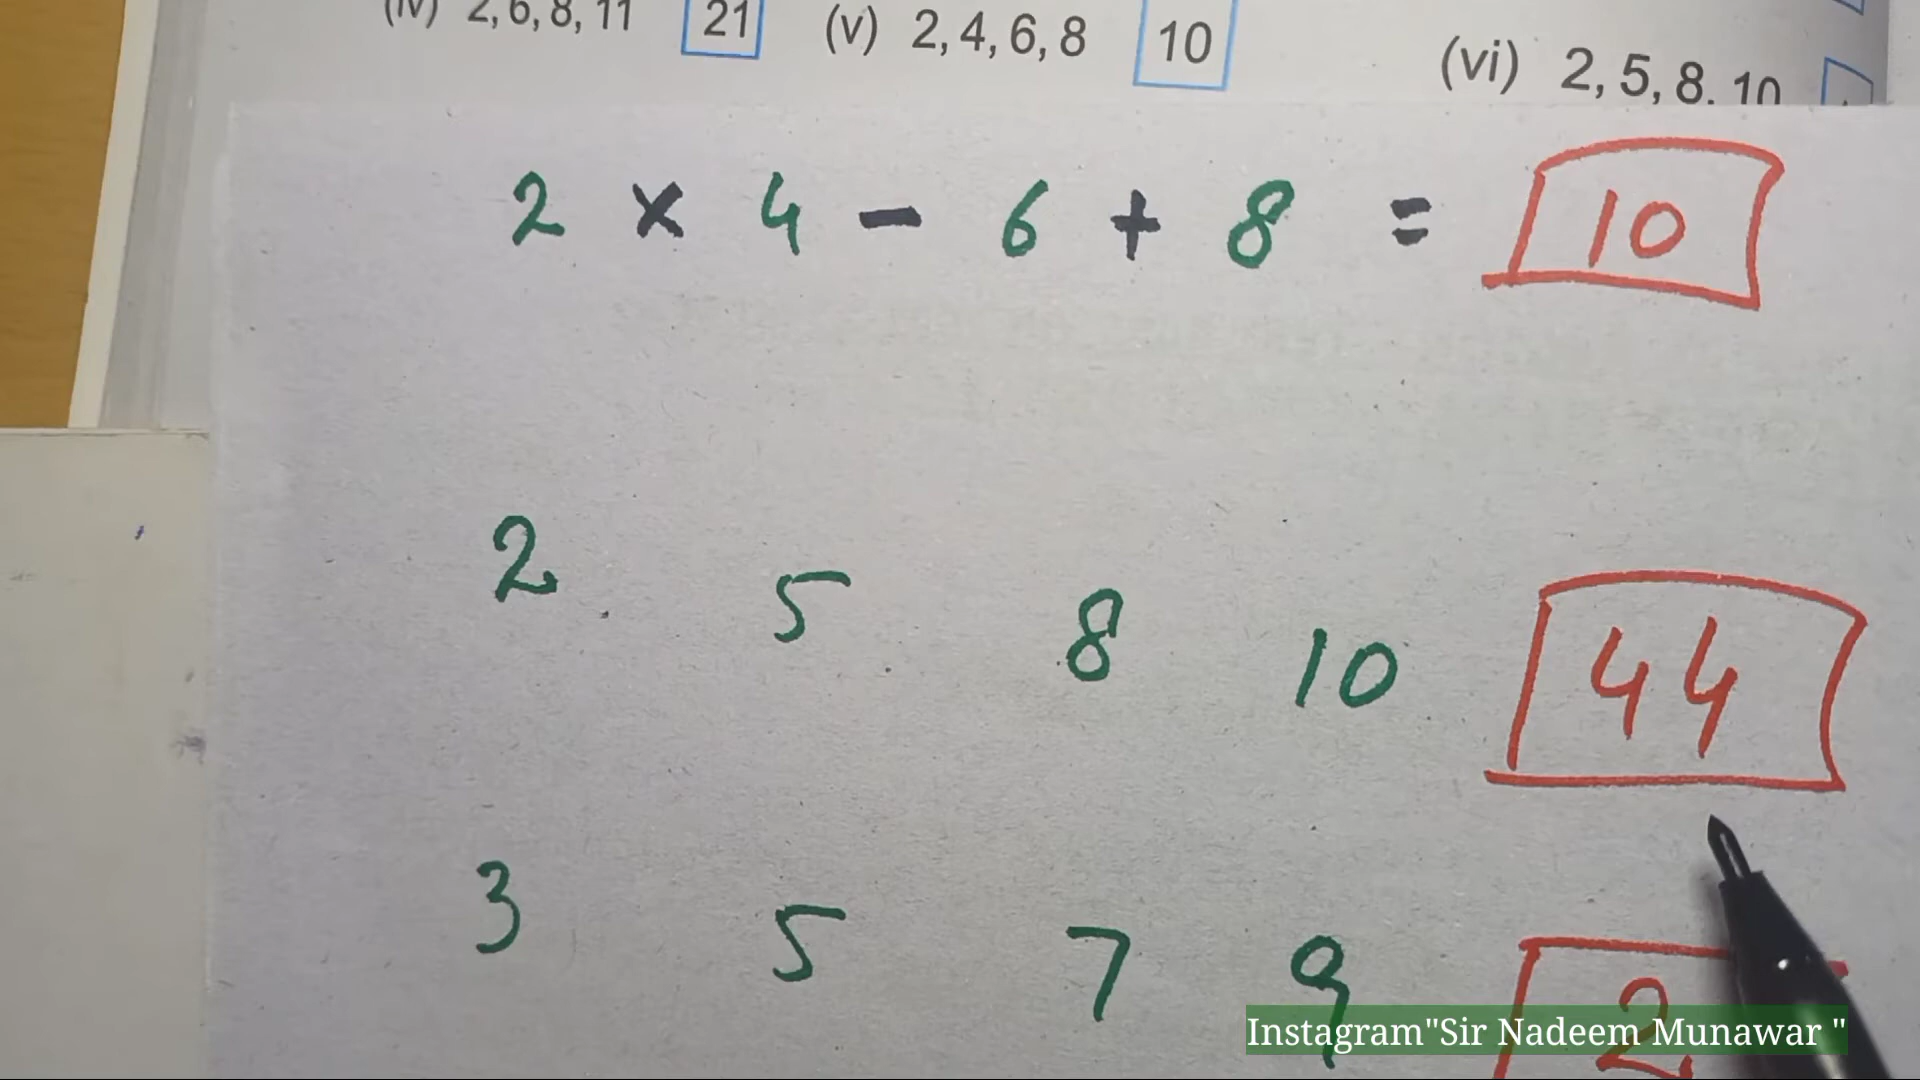 (iv) 2, 6, 8, 11 21 (v) 2, 4, 6, 8 10 (vi) 2, 5, 8, 10
2 × 4 - 6 + 8 = 10
2 5 8 10 44
3 5 7 9 2
Instagram"Sir Nadeem Munawar "